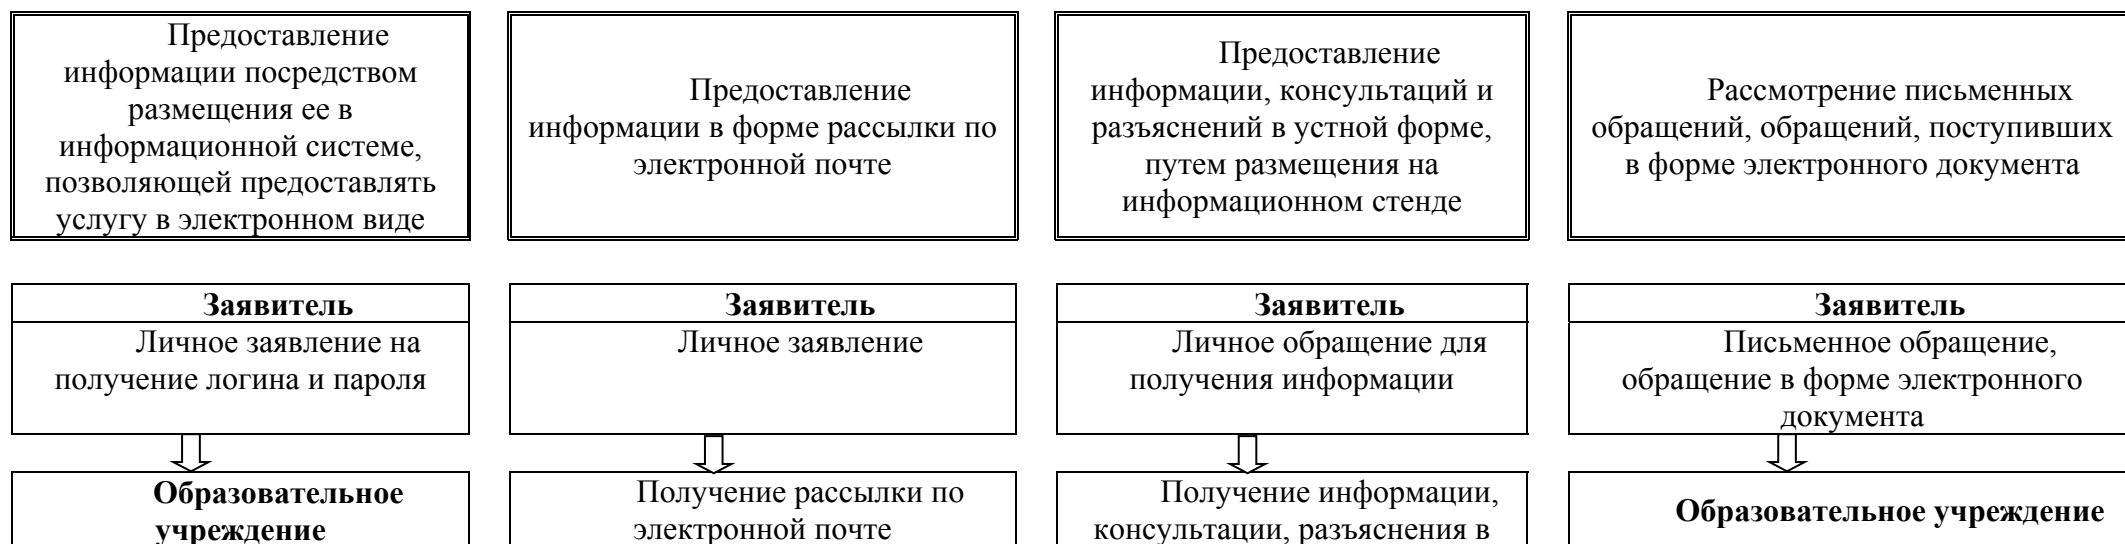 Предоставление
информации посредством
размещения ее в
информационной системе,
позволяющей предоставлять
услугу в электронном виде
Предоставление
информации в форме рассылки по
электронной почте
Предоставление
информации, консультаций и
разъяснений в устной форме,
путем размещения на
информационном стенде
Рассмотрение письменных
обращений, обращений, поступивших
в форме электронного документа
Заявитель
Личное заявление на
получение логина и пароля
Заявитель
Личное заявление
Заявитель
Личное обращение для
получения информации
Заявитель
Письменное обращение,
обращение в форме электронного
документа
Образовательное
учреждение
Получение рассылки по
электронной почте
Получение информации,
консультации, разъяснения в
Образовательное учреждение